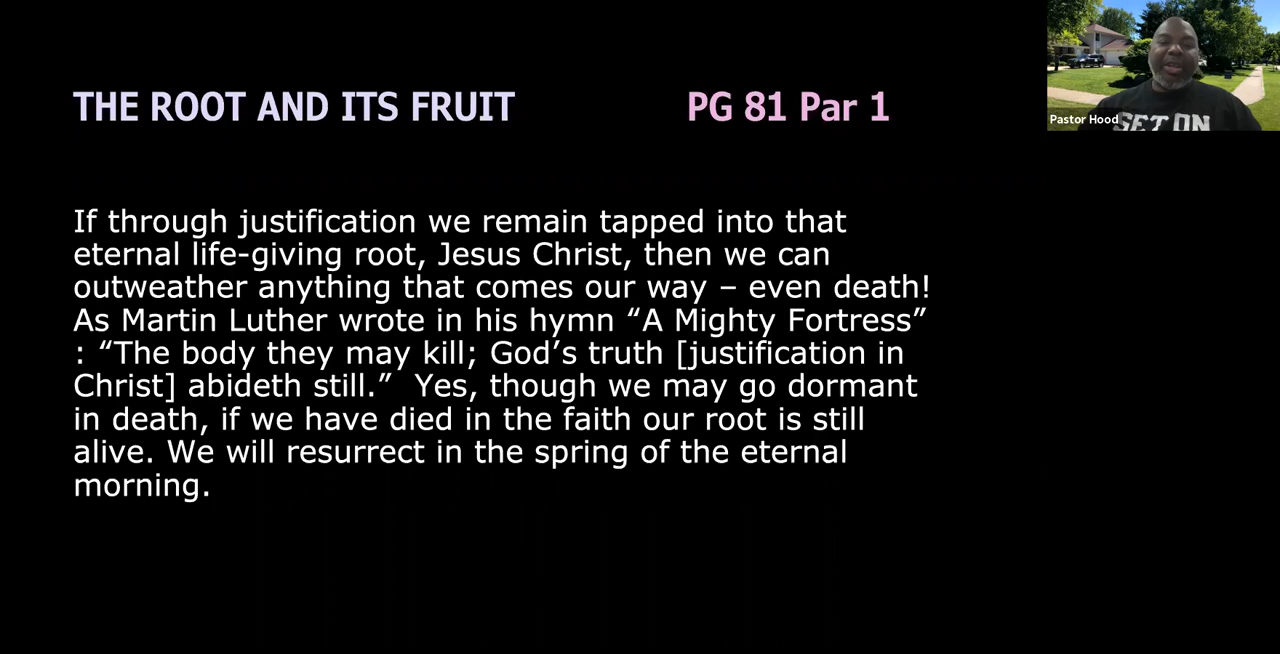 THE ROOT AND ITS FRUIT PG 81 Par 1
Pastor Hood
SET ON
If through justification we remain tapped into that
eternal life-giving root, Jesus Christ, then we can
outweather anything that comes our way – even death!
As Martin Luther wrote in his hymn “A Mighty Fortress”
: “The body they may kill; God’s truth [justification in
Christ] abideth still.”  Yes, though we may go dormant
in death, if we have died in the faith our root is still
alive. We will resurrect in the spring of the eternal
morning.